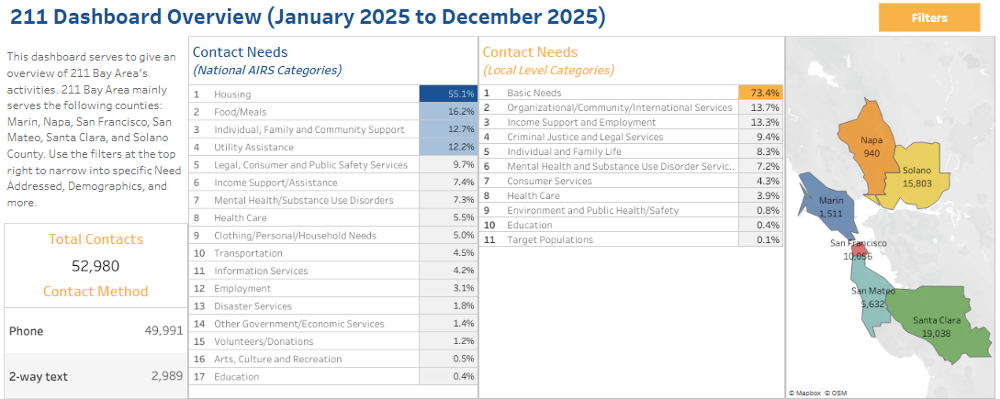 211 Dashboard Overview (January 2025 to December 2025)
Filters
This dashboard serves to give an
overview of 211 Bay Area's
activities. 211 Bay Area mainly
serves the following counties:
Marin, Napa, San Francisco, San
Mateo, Santa Clara, and Solano
County. Use the filters at the top
right to narrow into specific Need
Addressed, Demographics, and
more.
Total Contacts
52,980
Contact Method
Phone 49,991
2-way text 2,989
Contact Needs
(National AIRS Categories)
1 Housing 55.1%
2 Food/Meals 16.2%
3 Individual, Family and Community Support 12.7%
4 Utility Assistance 12.2%
5 Legal, Consumer and Public Safety Services 9.7%
6 Income Support/Assistance 7.4%
7 Mental Health/Substance Use Disorders 7.3%
8 Health Care 5.5%
9 Clothing/Personal/Household Needs 5.0%
10 Transportation 4.5%
11 Information Services 4.2%
12 Employment 3.1%
13 Disaster Services 1.8%
14 Other Government/Economic Services 1.4%
15 Volunteers/Donations 1.2%
16 Arts, Culture and Recreation 0.5%
17 Education 0.4%
Contact Needs
(Local Level Categories)
1 Basic Needs 73.4%
2 Organizational/Community/International Services 13.7%
3 Income Support and Employment 13.3%
4 Criminal Justice and Legal Services 9.4%
5 Individual and Family Life 8.3%
6 Mental Health and Substance Use Disorder Servic.. 7.2%
7 Consumer Services 4.3%
8 Health Care 3.9%
9 Environment and Public Health/Safety 0.8%
10 Education 0.4%
11 Target Populations 0.1%
Napa
940
Solano
15,803
Marin
1,511
San Francisco
10,056
San Mateo
5,632
Santa Clara
19,038
© Mapbox © OSM